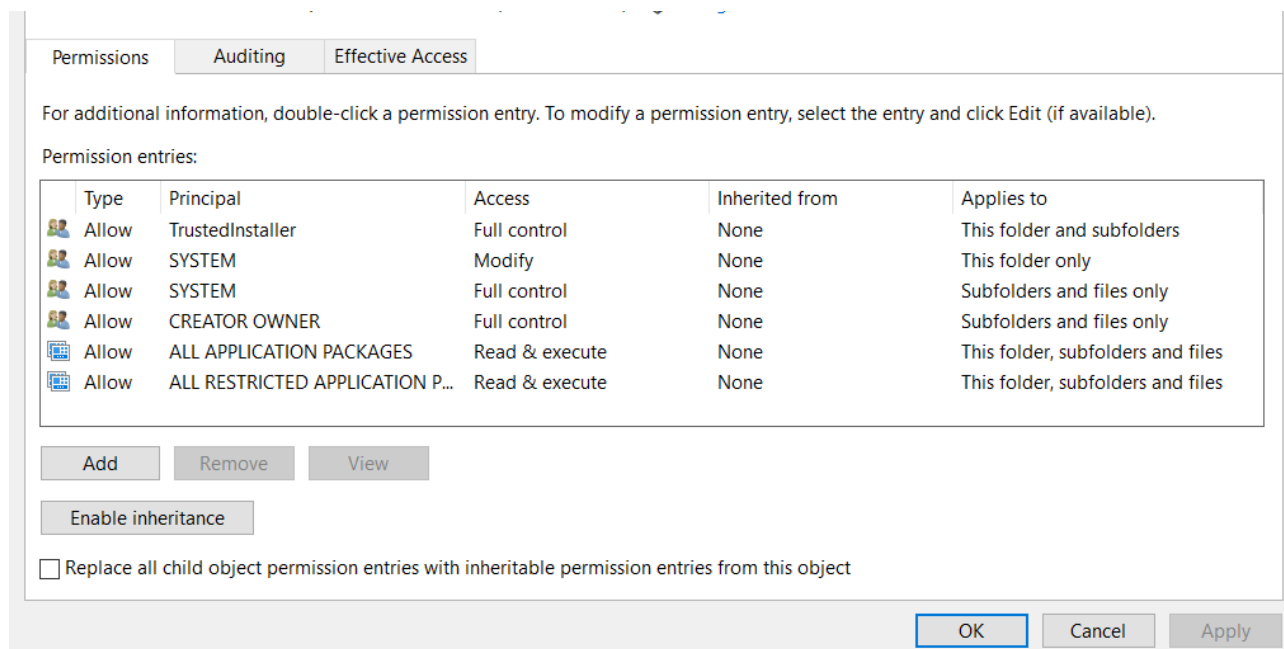 Permissions Auditing Effective Access
For additional information, double-click a permission entry. To modify a permission entry, select the entry and click Edit (if available).
Permission entries:
Type Principal Access Inherited from Applies to
Allow TrustedInstaller Full control None This folder and subfolders
Allow SYSTEM Modify None This folder only
Allow SYSTEM Full control None Subfolders and files only
Allow CREATOR OWNER Full control None Subfolders and files only
Allow ALL APPLICATION PACKAGES Read & execute None This folder, subfolders and files
Allow ALL RESTRICTED APPLICATION P... Read & execute None This folder, subfolders and files
Add Remove View
Enable inheritance
Replace all child object permission entries with inheritable permission entries from this object
OK Cancel Apply